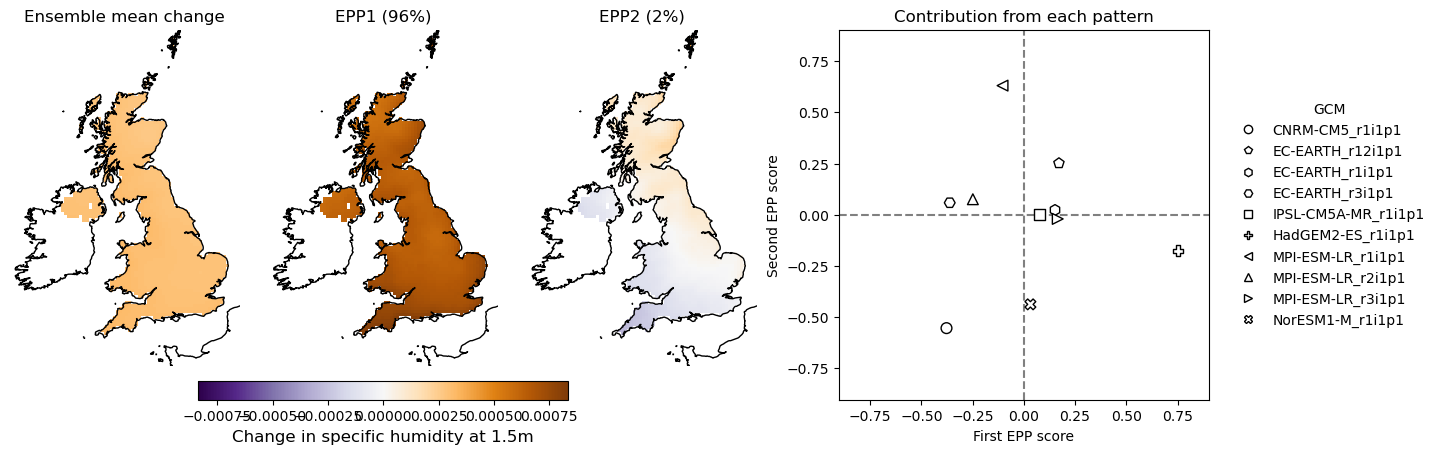 Ensemble mean change
EPP1 (96%)
EPP2 (2%)
−0.00075
−0.00050
−0.00025
0.00000
0.00025
0.00050
0.00075
Change in specific humidity at 1.5m
Contribution from each pattern
Second EPP score
0.75
0.50
0.25
0.00
−0.25
−0.50
−0.75
−0.75
−0.50
−0.25
0.00
0.25
0.50
0.75
First EPP score
GCM
CNRM-CM5_r1i1p1
EC-EARTH_r12i1p1
EC-EARTH_r1i1p1
EC-EARTH_r3i1p1
IPSL-CM5A-MR_r1i1p1
HadGEM2-ES_r1i1p1
MPI-ESM-LR_r1i1p1
MPI-ESM-LR_r2i1p1
MPI-ESM-LR_r3i1p1
NorESM1-M_r1i1p1